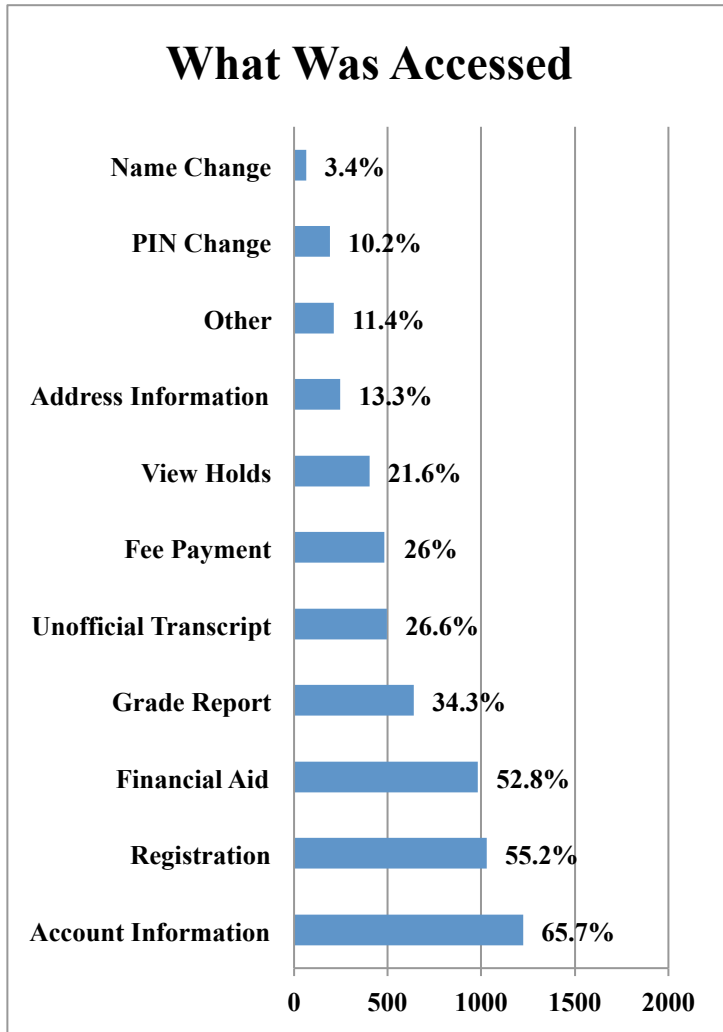 What Was Accessed
Name Change 3.4%
PIN Change 10.2%
Other 11.4%
Address Information 13.3%
View Holds 21.6%
Fee Payment 26%
Unofficial Transcript 26.6%
Grade Report 34.3%
Financial Aid 52.8%
Registration 55.2%
Account Information 65.7%
0 500 1000 1500 2000